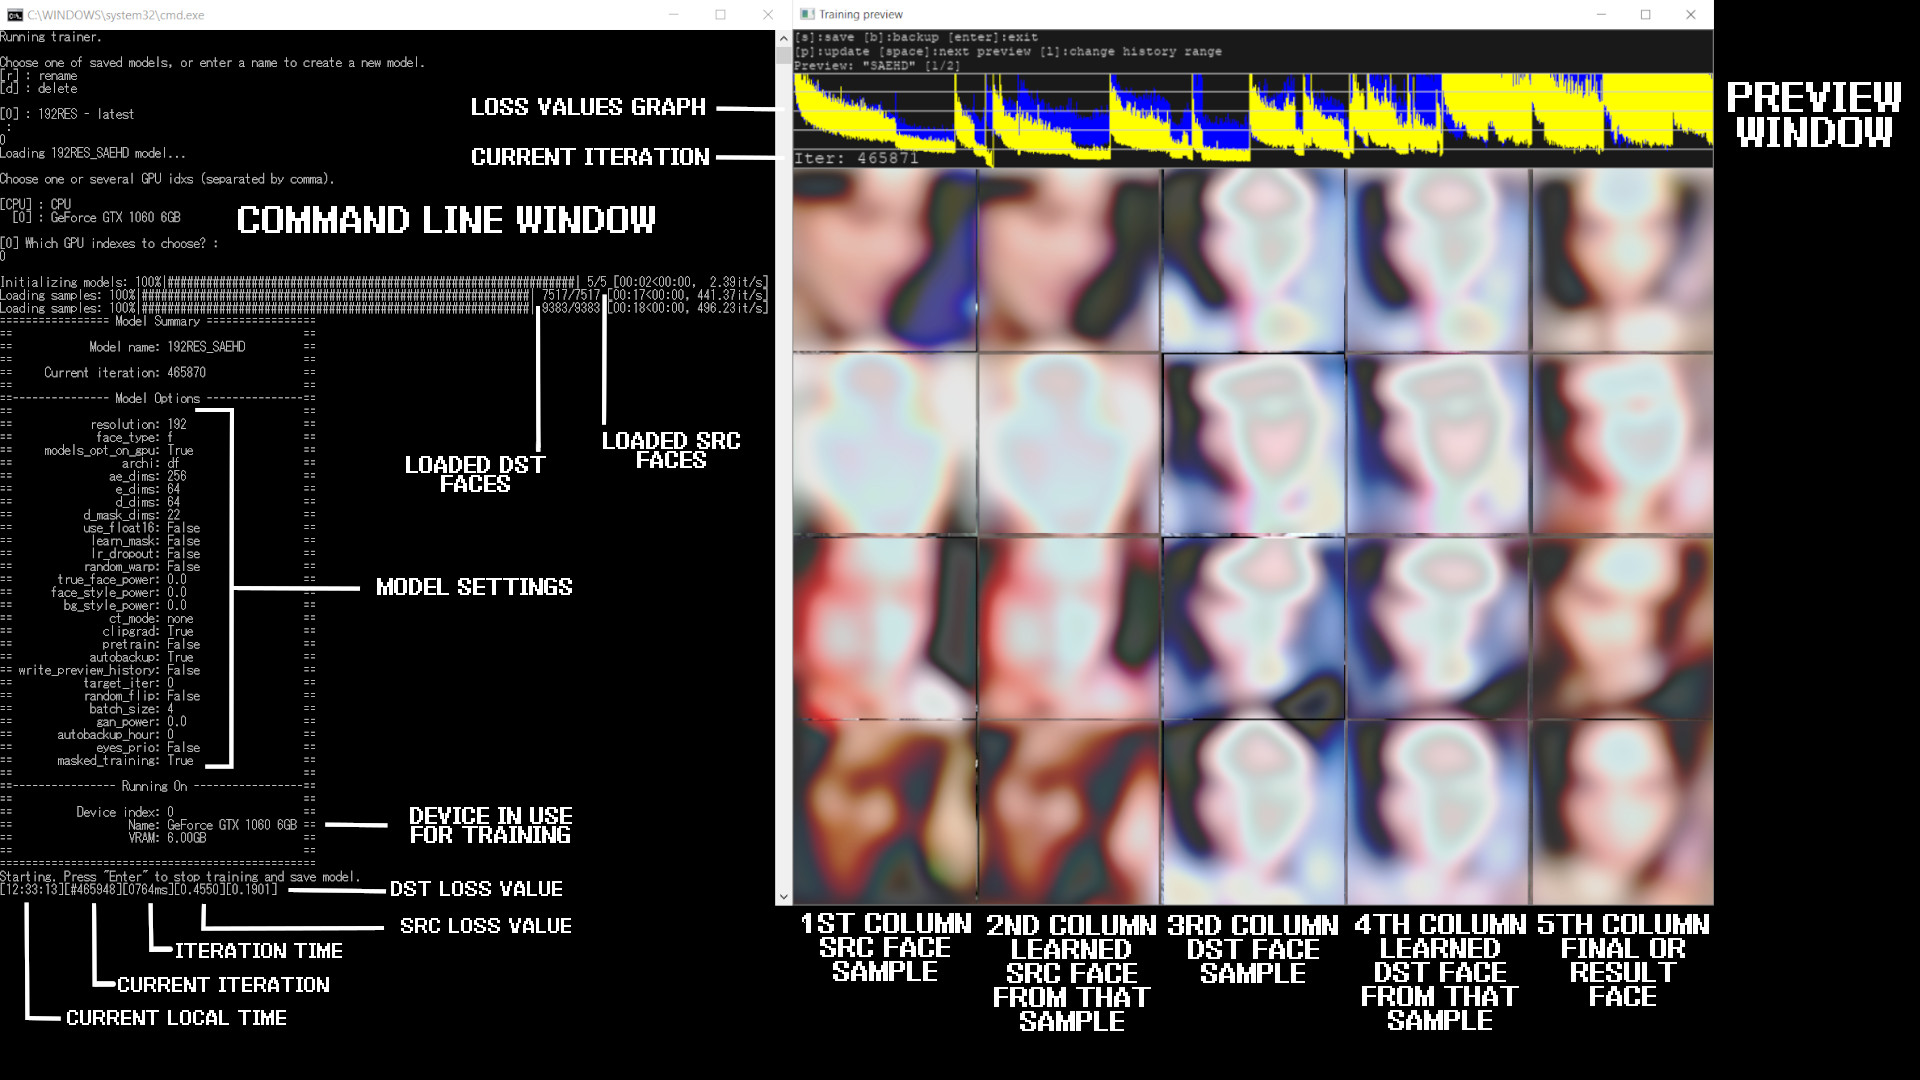 C:\WINDOWS\system32\cmd.exe
Running trainer.
Choose one of saved models, or enter a name to create a new model.
[r] : rename
[d] : delete
[0] : 192RES - latest
:
0
Loading 192RES_SAEHD model...
Choose one or several GPU idxs (separated by comma).
[CPU] : CPU
[0] : GeForce GTX 1060 6GB
[0] Which GPU indexes to choose? :
0
Initializing models: 100%|################################################################| 5/5 [00:02<00:00, 2.39it/s]
Loading samples: 100%|############################################################| 7517/7517 [00:17<00:00, 441.37it/s]
Loading samples: 100%|############################################################| 9383/9383 [00:18<00:00, 496.23it/s]
================= Model Summary =================
== Model name: 192RES_SAEHD ==
== Current iteration: 465870 ==
==--------------- Model Options ---------------==
== resolution: 192 ==
== face_type: f ==
== models_opt_on_gpu: True ==
== archi: df ==
== ae_dims: 256 ==
== e_dims: 64 ==
== d_dims: 64 ==
== d_mask_dims: 22 ==
== use_float16: False ==
== learn_mask: False ==
== lr_dropout: False ==
== random_warp: False ==
== true_face_power: 0.0 ==
== face_style_power: 0.0 ==
== bg_style_power: 0.0 ==
== ct_mode: none ==
== clipgrad: True ==
== pretrain: False ==
== autobackup: True ==
== write_preview_history: False ==
== target_iter: 0 ==
== random_flip: False ==
== batch_size: 4 ==
== gan_power: 0.0 ==
== autobackup_hour: 0 ==
== eyes_prio: False ==
== masked_training: True ==
==---------------- Running On -----------------==
== Device index: 0 ==
== Name: GeForce GTX 1060 6GB ==
== VRAM: 6.00GB ==
=================================================
Starting. Press "Enter" to stop training and save model.
[12:33:13][#465948][0764ms][0.4550][0.1901]
LOSS VALUES GRAPH
CURRENT ITERATION
COMMAND LINE WINDOW
LOADED SRC
FACES
LOADED DST
FACES
MODEL SETTINGS
DEVICE IN USE
FOR TRAINING
DST LOSS VALUE
SRC LOSS VALUE
ITERATION TIME
CURRENT ITERATION
CURRENT LOCAL TIME
Training preview
[s]:save [b]:backup [enter]:exit
[p]:update [space]:next preview [l]:change history range
Preview: "SAEHD" [1/2]
Iter: 465871
PREVIEW
WINDOW
1ST COLUMN
SRC FACE
SAMPLE
2ND COLUMN
LEARNED
SRC FACE
FROM THAT
SAMPLE
3RD COLUMN
DST FACE
SAMPLE
4TH COLUMN
LEARNED
DST FACE
FROM THAT
SAMPLE
5TH COLUMN
FINAL OR
RESULT
FACE